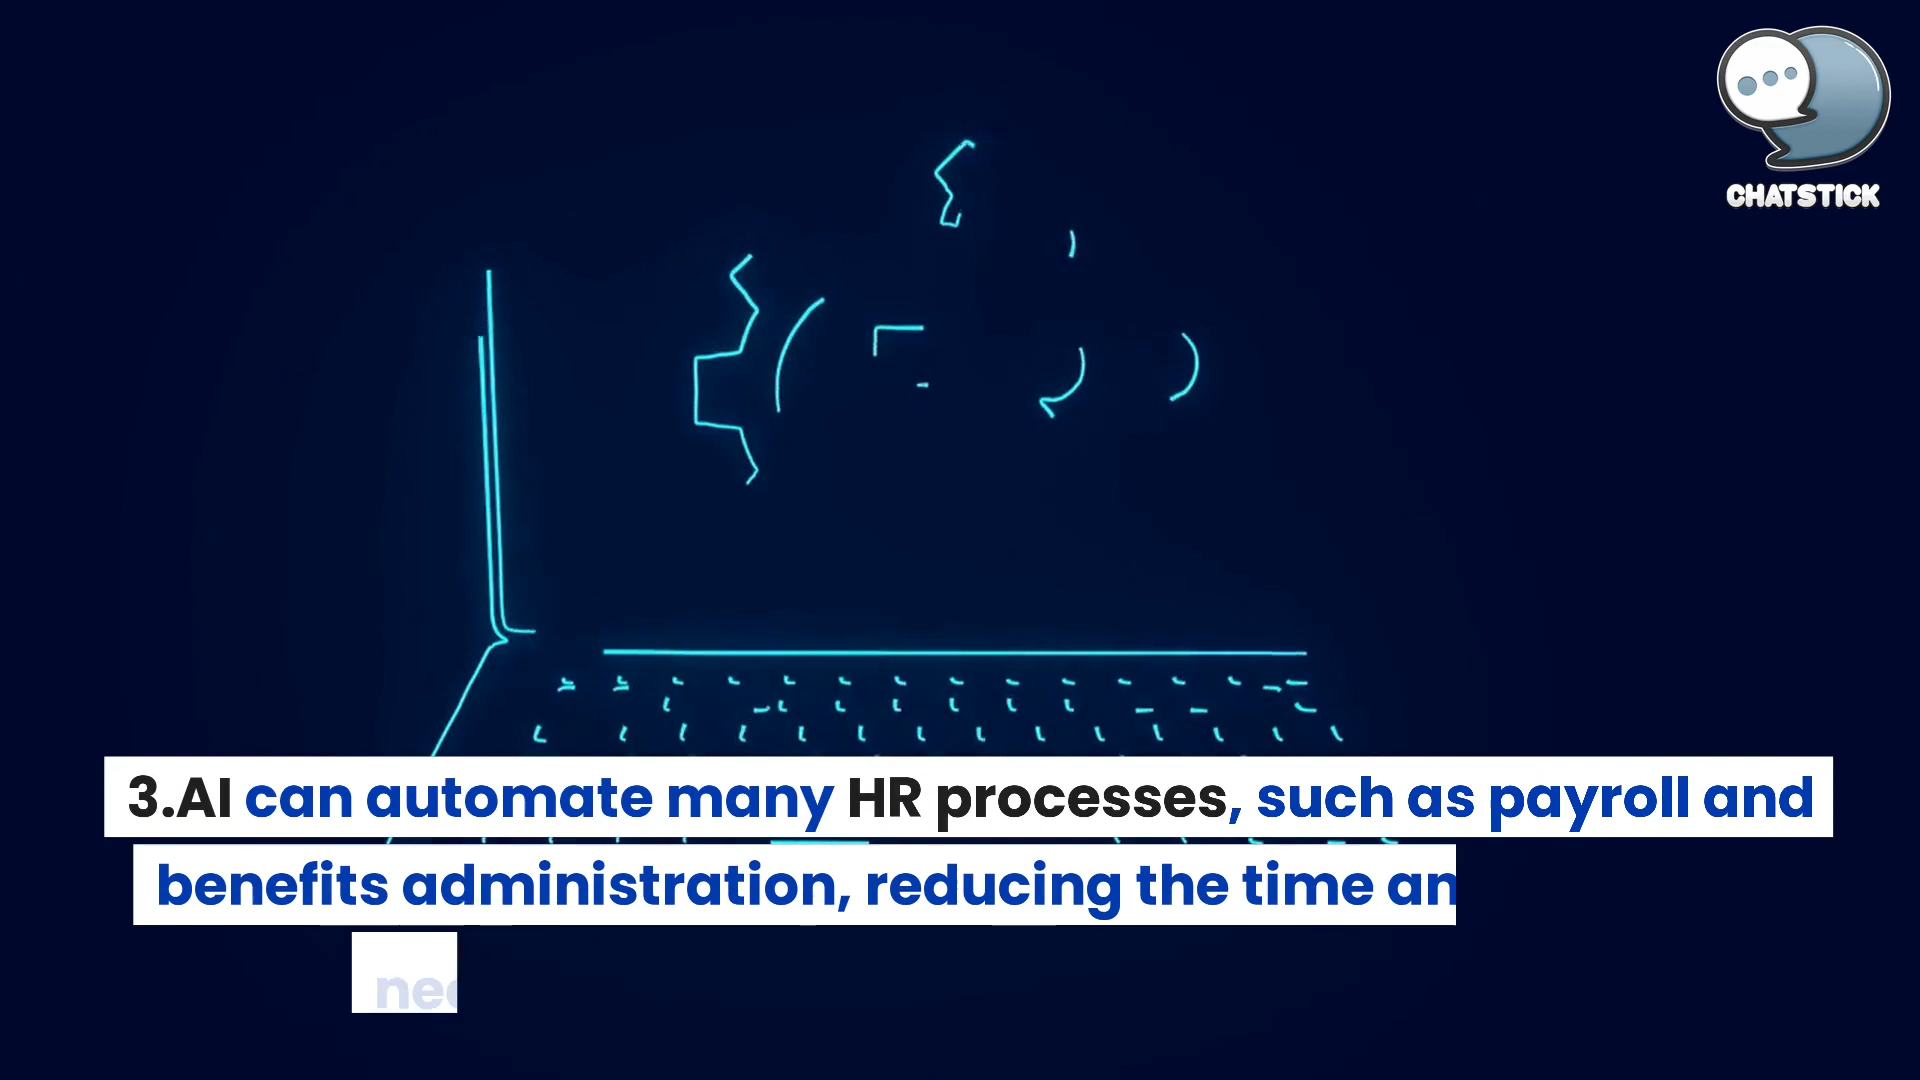 CHATSTICK
3.AI can automate many HR processes, such as payroll and
benefits administration, reducing the time an